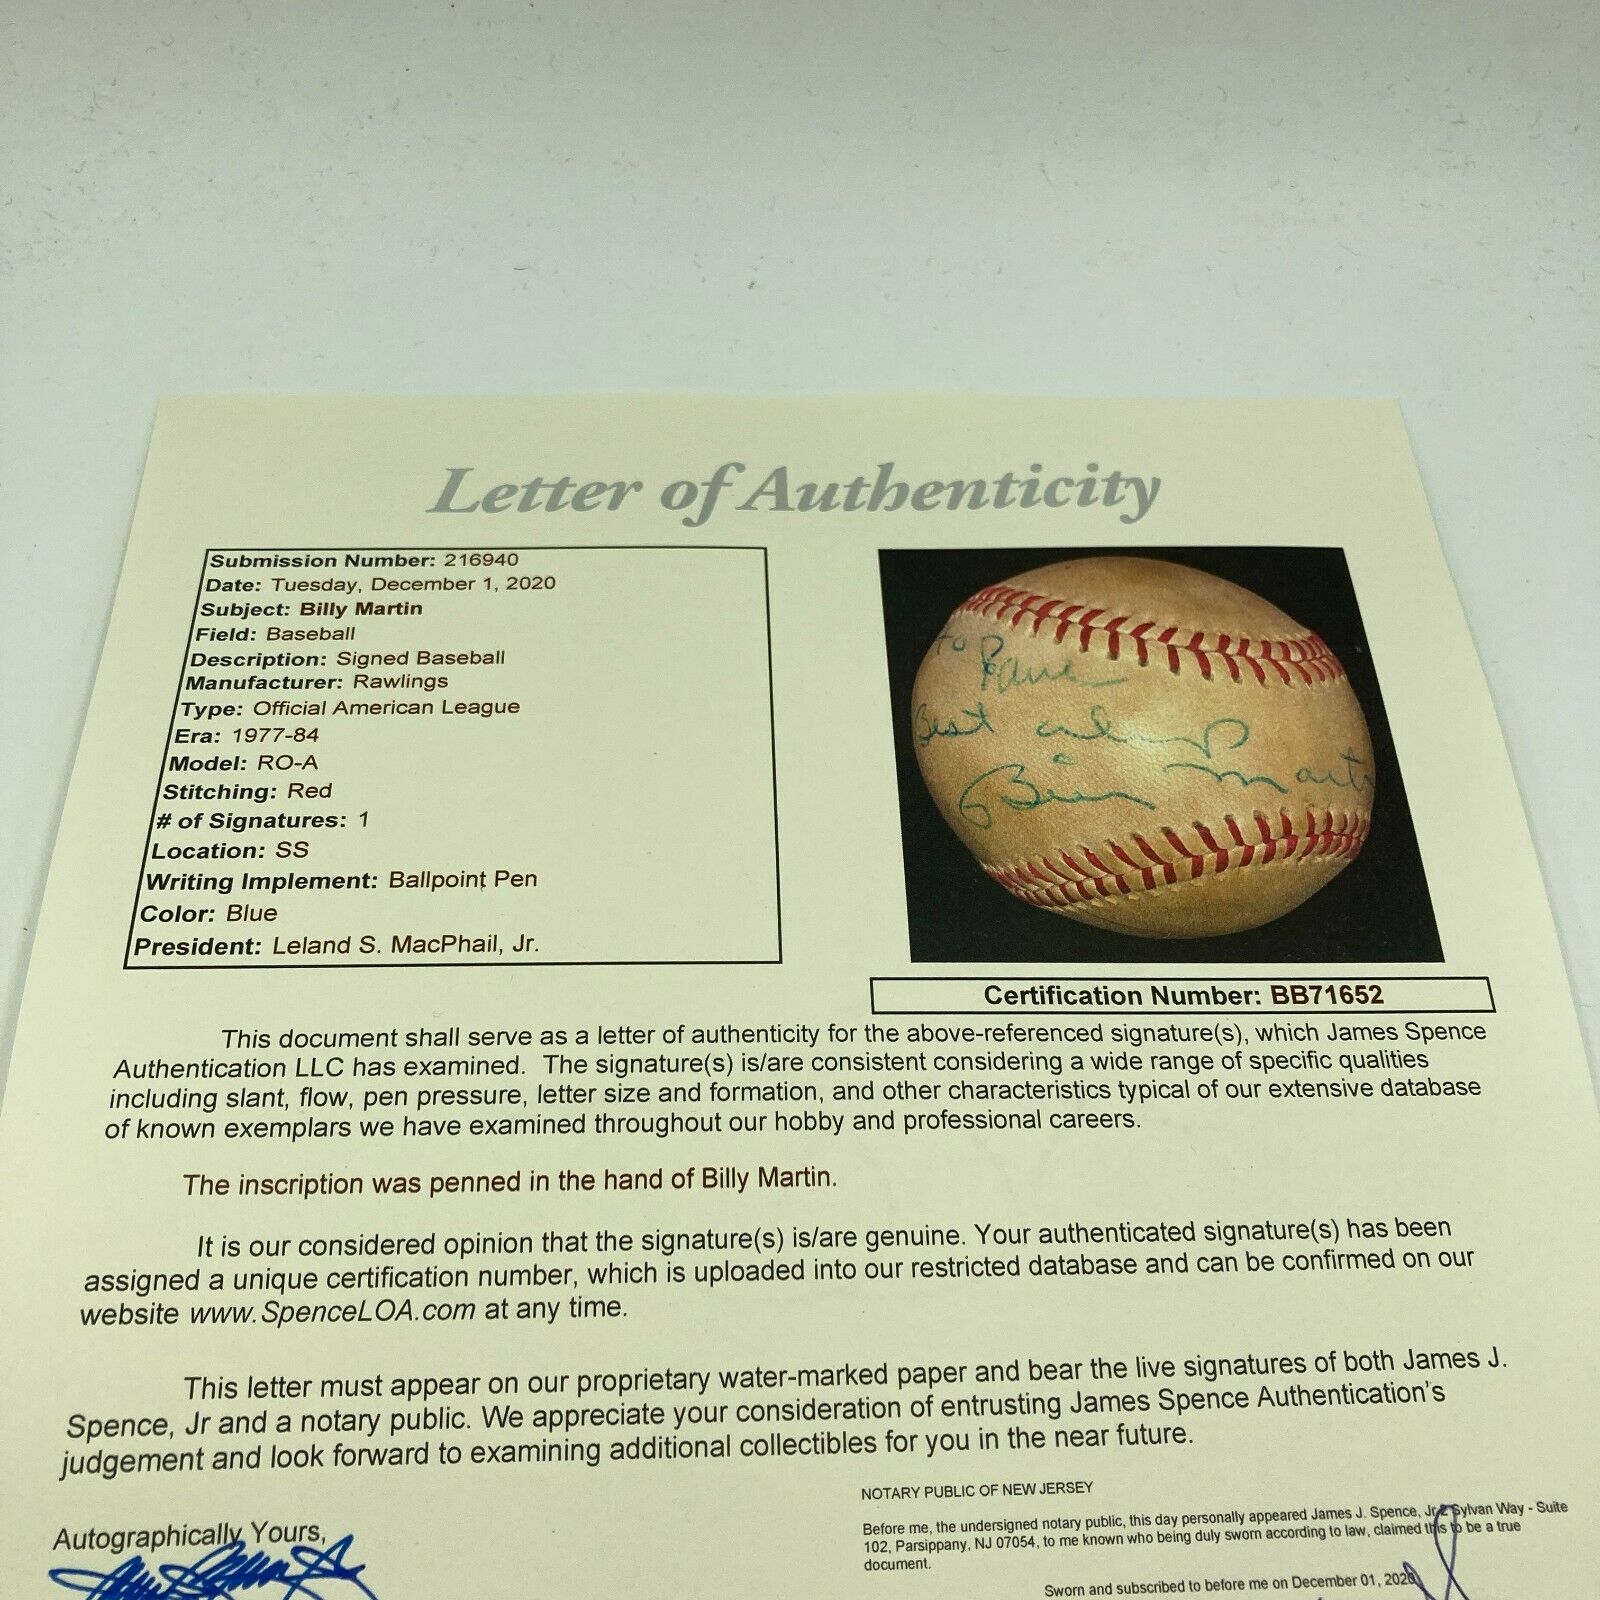 Letter of Authenticity
Submission Number: 216940
Date: Tuesday, December 1, 2020
Subject: Billy Martin
Field: Baseball
Description: Signed Baseball
Manufacturer: Rawlings
Type: Official American League
Era: 1977-84
Model: RO-A
Stitching: Red
# of Signatures: 1
Location: SS
Writing Implement: Ballpoint Pen
Color: Blue
President: Leland S. MacPhail, Jr.
To
Best
Billy Martin
Certification Number: BB71652
This document shall serve as a letter of authenticity for the above-referenced signature(s), which James Spence
Authentication LLC has examined. The signature(s) is/are consistent considering a wide range of specific qualities
including slant, flow, pen pressure, letter size and formation, and other characteristics typical of our extensive database
of known exemplars we have examined throughout our hobby and professional careers.
The inscription was penned in the hand of Billy Martin.
It is our considered opinion that the signature(s) is/are genuine. Your authenticated signature(s) has been
assigned a unique certification number, which is uploaded into our restricted database and can be confirmed on our
website www.SpenceLOA.com at any time.
This letter must appear on our proprietary water-marked paper and bear the live signatures of both James J.
Spence, Jr and a notary public. We appreciate your consideration of entrusting James Spence Authentication's
judgement and look forward to examining additional collectibles for you in the near future.
Autographically Yours,
NOTARY PUBLIC OF NEW JERSEY
Before me, the undersigned notary public, this day personally appeared James J. Spence, Jr 2 Sylvan Way - Suite
102, Parsippany, NJ 07054, to me known who being duly sworn according to law, claimed this to be a true
document.
Sworn and subscribed to before me on December 01, 2020